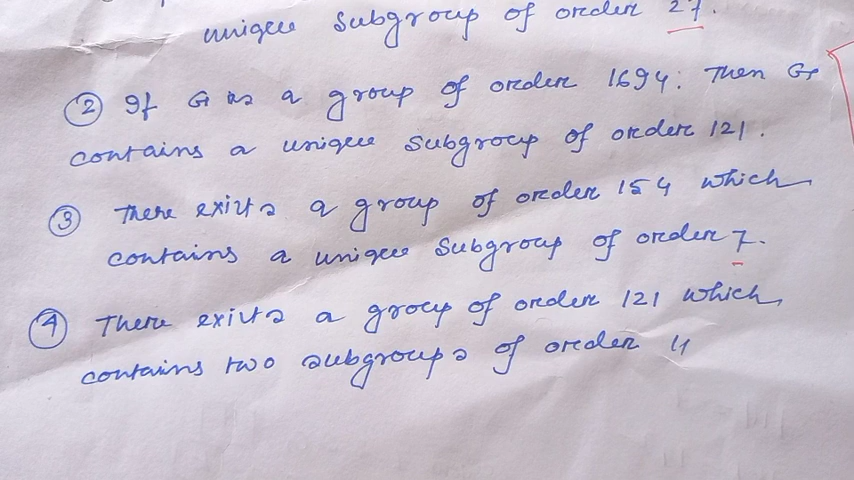 unique subgroup of order 27.
② If G is a group of order 1694. Then G
contains a unique subgroup of order 121.
③ There exists a group of order 154 which
contains a unique subgroup of order 7.
④ There exists a group of order 121 which
contains two subgroups of order 11